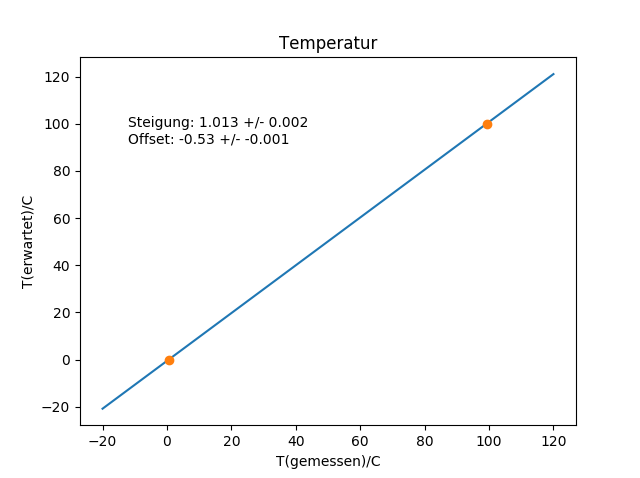 Temperatur
Steigung: 1.013 +/- 0.002
Offset: -0.53 +/- -0.001
T(erwartet)/C
120
100
80
60
40
20
0
−20
−20 0 20 40 60 80 100 120
T(gemessen)/C